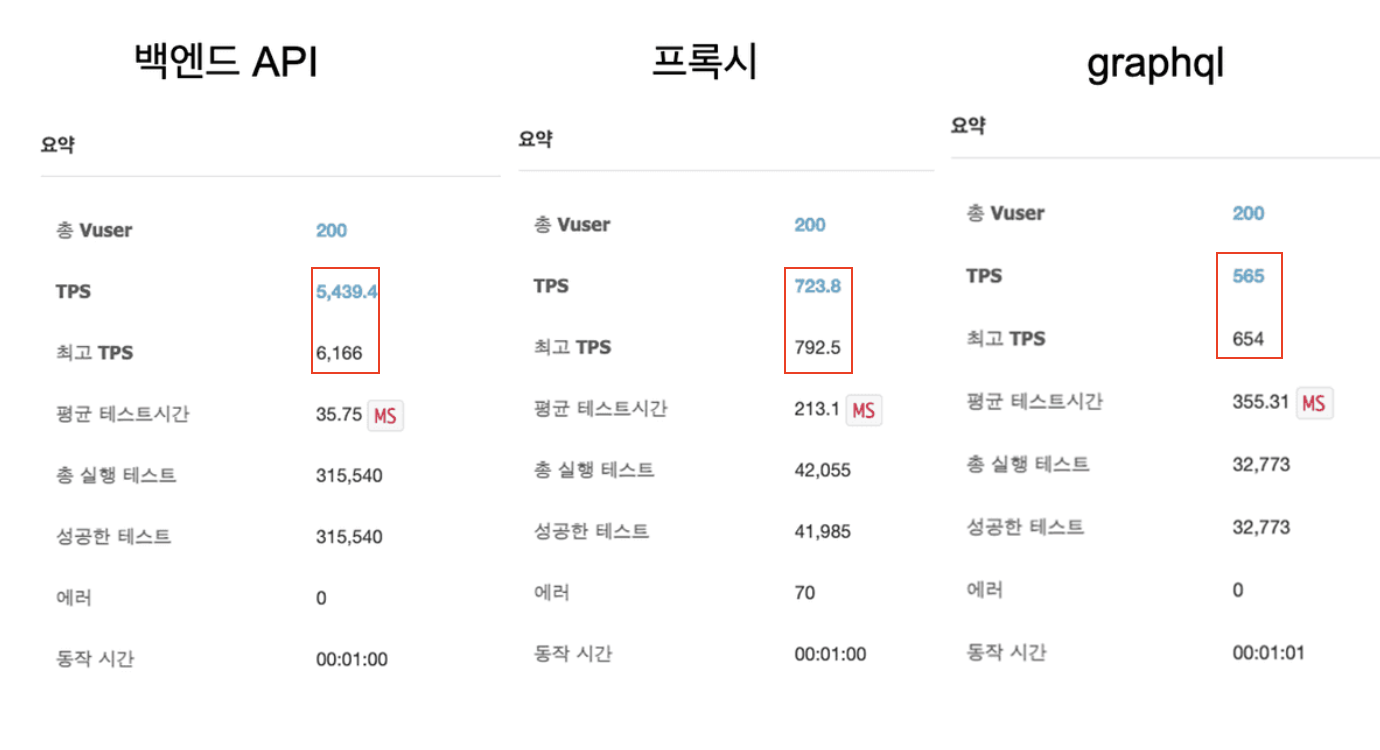 백엔드 API
요약
총 Vuser 200
TPS 5,439.4
최고 TPS 6,166
평균 테스트시간 35.75 MS
총 실행 테스트 315,540
성공한 테스트 315,540
에러 0
동작 시간 00:01:00
프록시
요약
총 Vuser 200
TPS 723.8
최고 TPS 792.5
평균 테스트시간 213.1 MS
총 실행 테스트 42,055
성공한 테스트 41,985
에러 70
동작 시간 00:01:00
graphql
요약
총 Vuser 200
TPS 565
최고 TPS 654
평균 테스트시간 355.31 MS
총 실행 테스트 32,773
성공한 테스트 32,773
에러 0
동작 시간 00:01:01